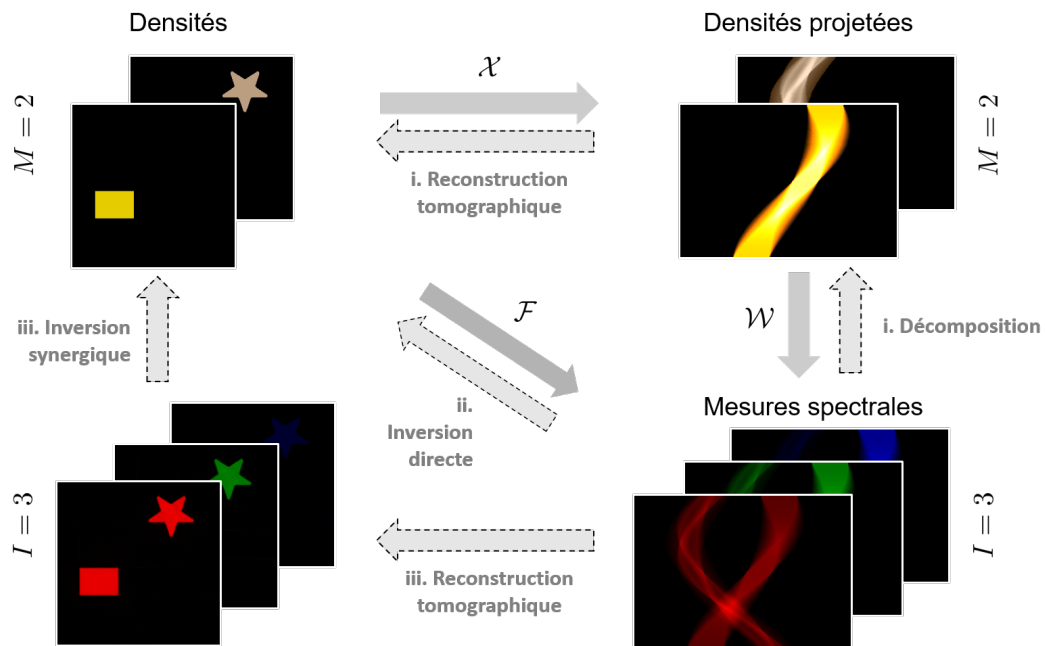 Densités
Densités projetées
𝒳
M = 2
M = 2
i. Reconstruction
tomographique
iii. Inversion
synergique
ℱ
𝒲
i. Décomposition
ii.
Inversion
directe
Mesures spectrales
I = 3
I = 3
iii. Reconstruction
tomographique